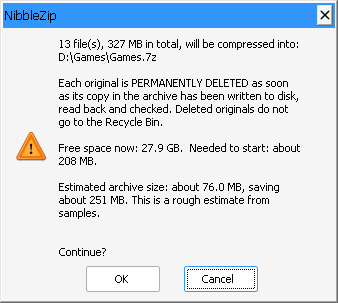 NibbleZip
13 file(s), 327 MB in total, will be compressed into:
D:\Games\Games.7z
Each original is PERMANENTLY DELETED as soon
as its copy in the archive has been written to disk,
read back and checked. Deleted originals do not
go to the Recycle Bin.
Free space now: 27.9 GB.  Needed to start: about
208 MB.
Estimated archive size: about 76.0 MB, saving
about 251 MB. This is a rough estimate from
samples.
Continue?
OK
Cancel